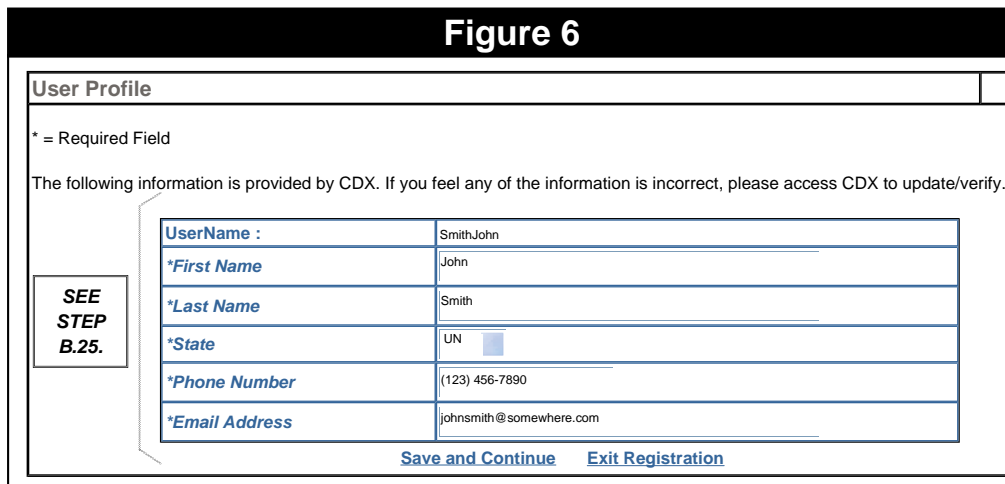 Figure 6
User Profile
* = Required Field
The following information is provided by CDX. If you feel any of the information is incorrect, please access CDX to update/verify.
SEE
STEP
B.25.
UserName : SmithJohn
*First Name John
*Last Name Smith
*State UN
*Phone Number (123) 456-7890
*Email Address johnsmith@somewhere.com
Save and Continue Exit Registration